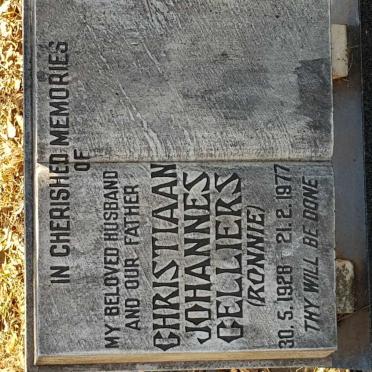 IN CHERISHED MEMORIES
OF
MY BELOVED HUSBAND
AND OUR FATHER
CHRISTIAAN
JOHANNES
CELLIERS
(RONNIE)
30.5.1928 21.2.1977
THY WILL BE DONE